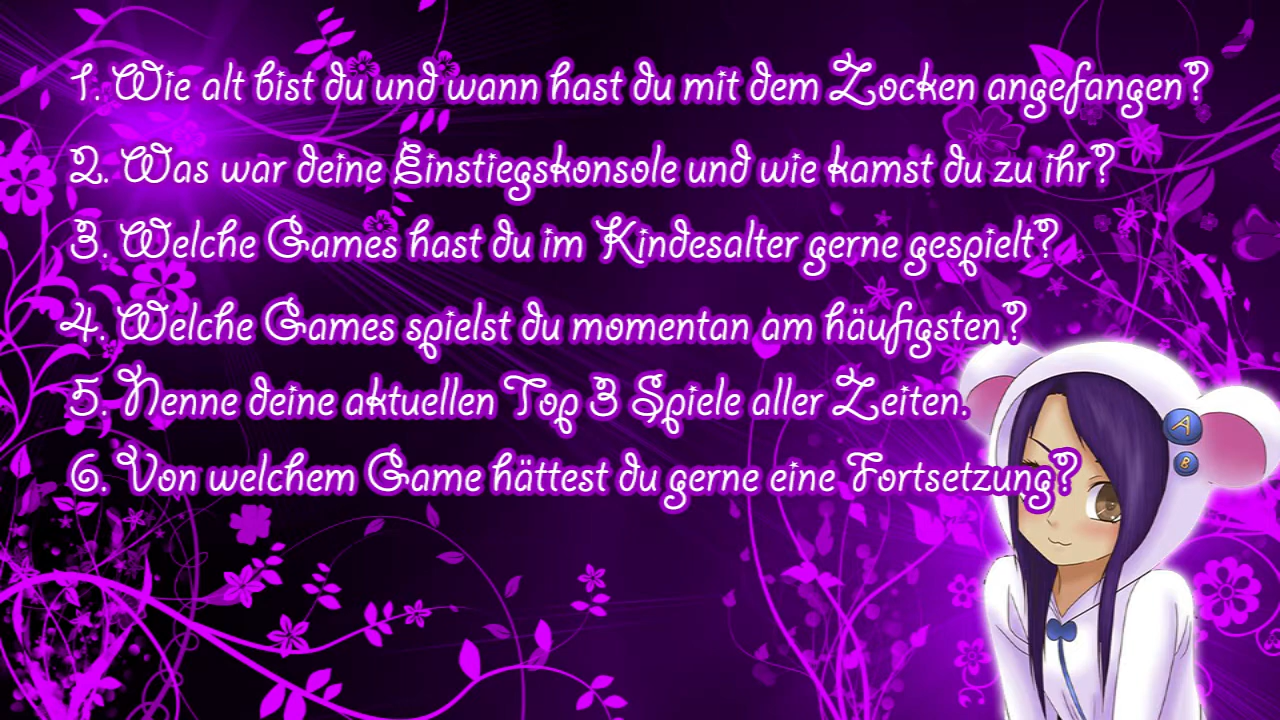 1. Wie alt bist du und wann hast du mit dem Zocken angefangen?
2. Was war deine Einstiegskonsole und wie kamst du zu ihr?
3. Welche Games hast du im Kindesalter gerne gespielt?
4. Welche Games spielst du momentan am häufigsten?
5. Nenne deine aktuellen Top 3 Spiele aller Zeiten.
6. Von welchem Game hättest du gerne eine Fortsetzung?
A
B